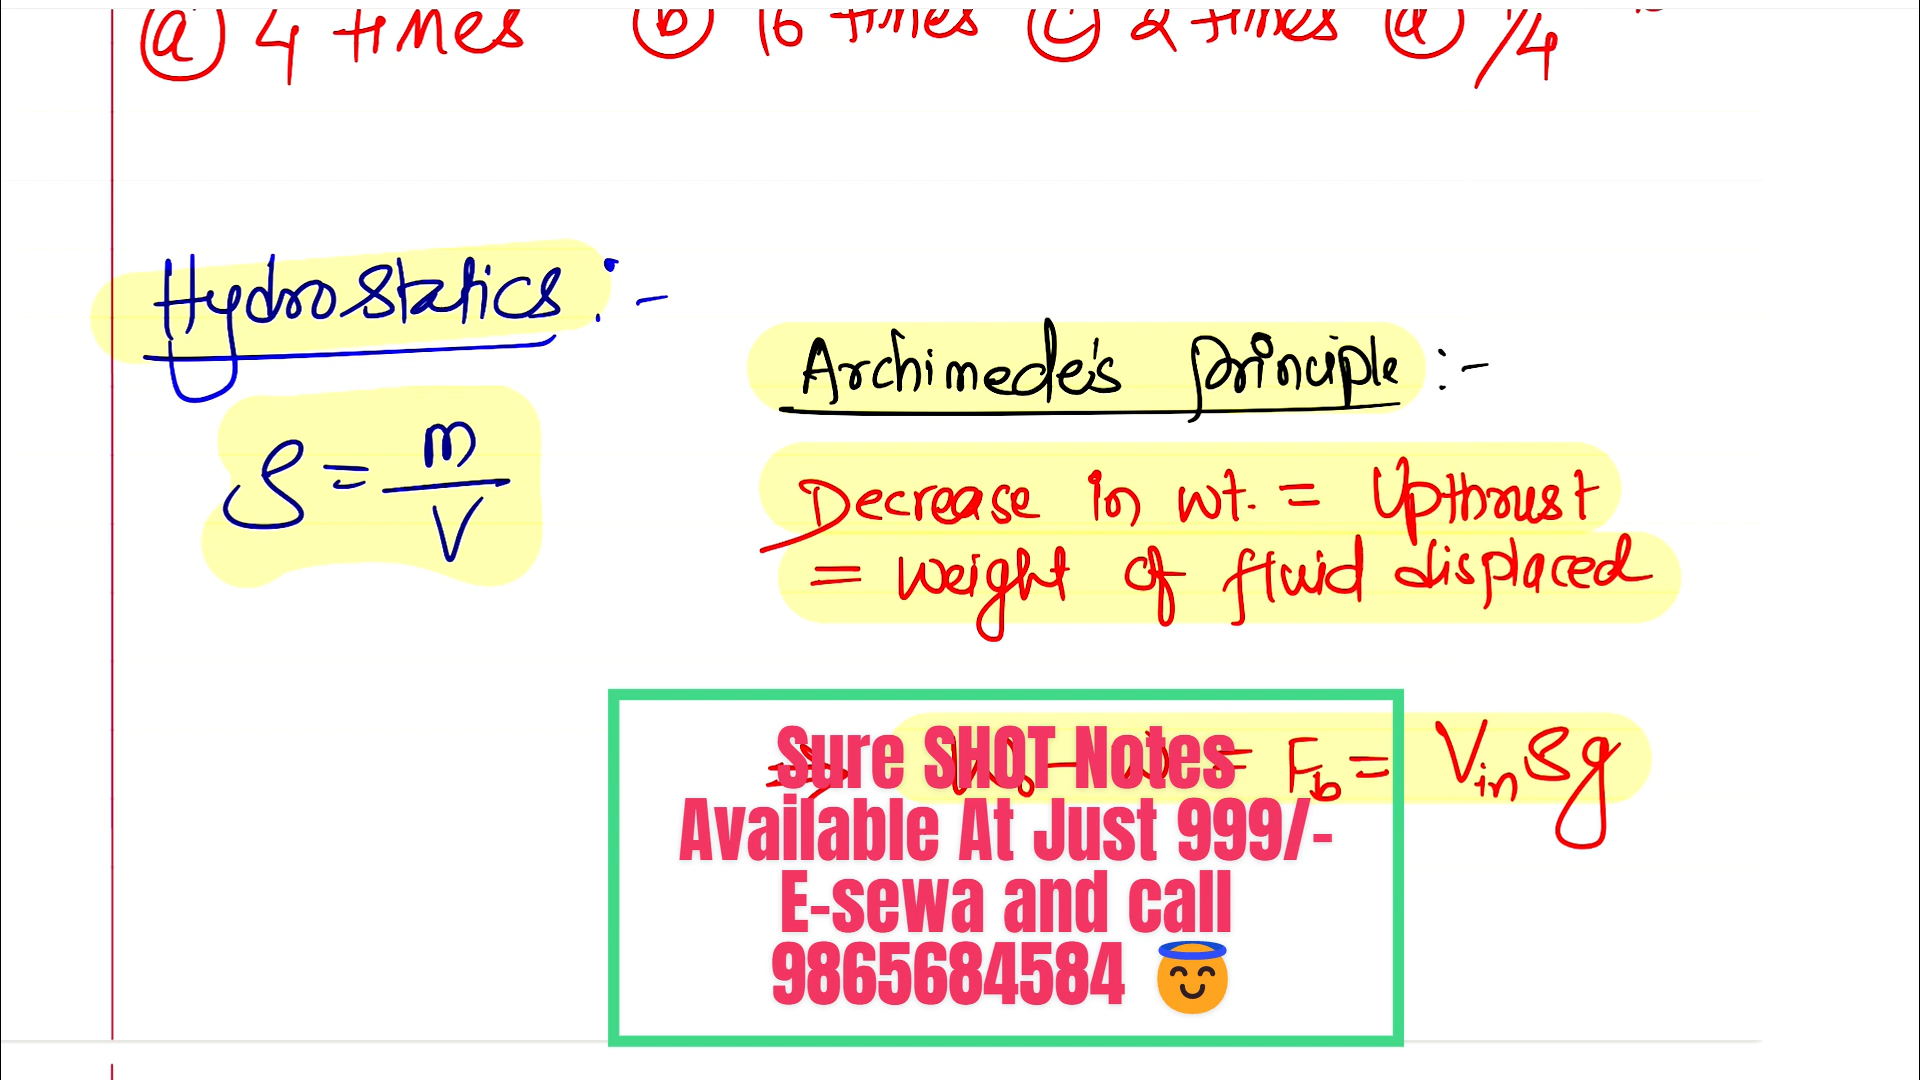 (a) 4 times (b) 16 times (c) 2 times (d) 1/4
Hydrostatics :-
ρ = m/V
Archimede's principle :-
Decrease in wt. = Upthrust
= weight of fluid displaced
= Fb = Vin ρg
Sure SHOT Notes
Available At Just 999/-
E-sewa and call
9865684584 😇